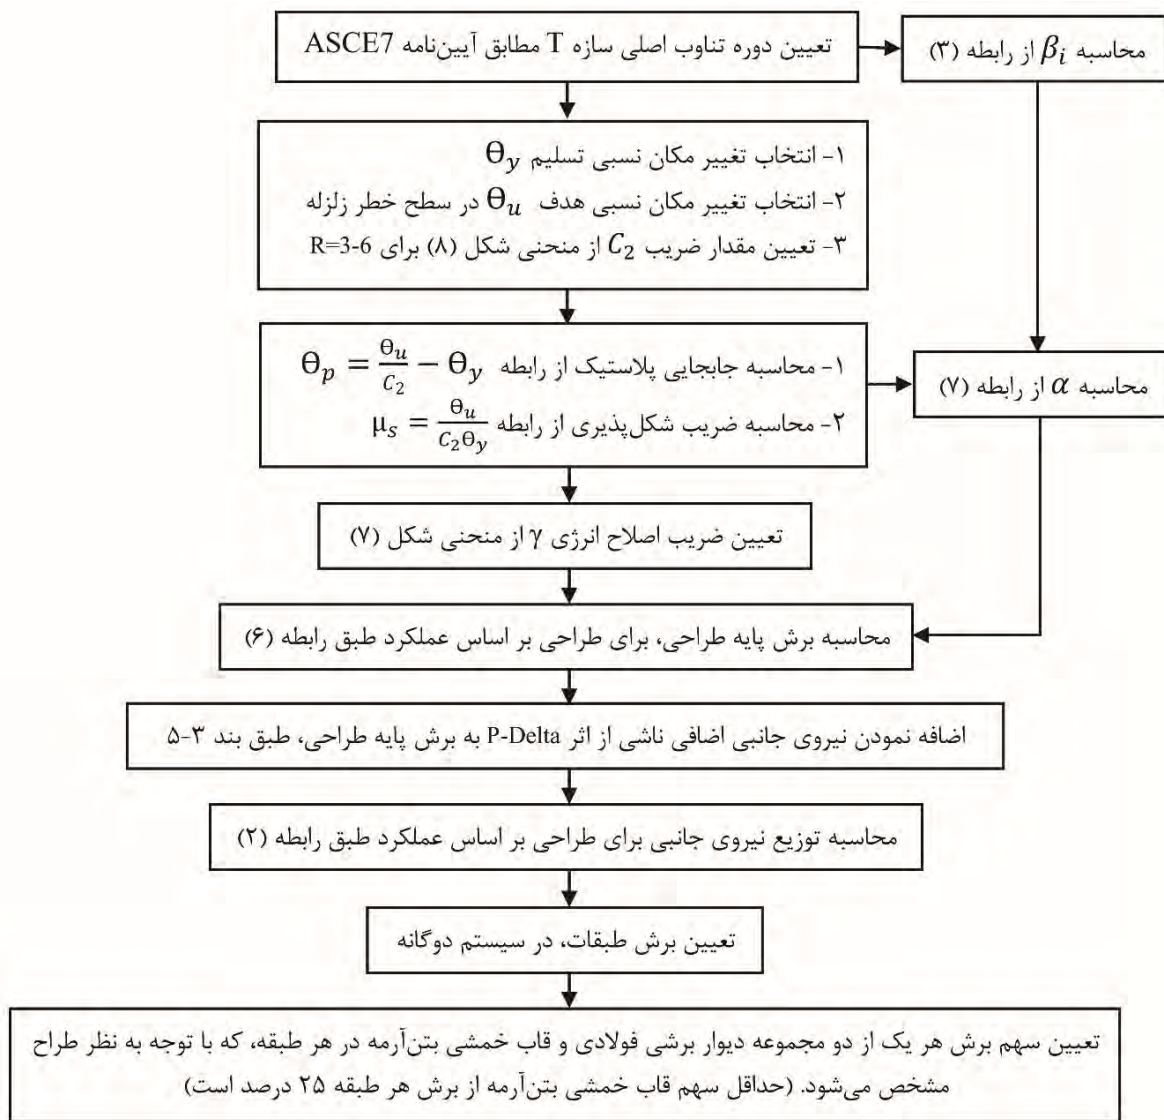 تعیین دوره تناوب اصلی سازه T مطابق آیین‌نامه ASCE7
محاسبه βᵢ از رابطه (۳)
۱- انتخاب تغییر مکان نسبی تسلیم Θ_y
۲- انتخاب تغییر مکان نسبی هدف Θ_u در سطح خطر زلزله
۳- تعیین مقدار ضریب C₂ از منحنی شکل (۸) برای R=3-6
۱- محاسبه جابجایی پلاستیک از رابطه Θ_p = Θ_u/C₂ − Θ_y
۲- محاسبه ضریب شکل‌پذیری از رابطه μ_s = Θ_u/C₂Θ_y
محاسبه α از رابطه (۷)
تعیین ضریب اصلاح انرژی γ از منحنی شکل (۷)
محاسبه برش پایه طراحی، برای طراحی بر اساس عملکرد طبق رابطه (۶)
اضافه نمودن نیروی جانبی اضافی ناشی از اثر P-Delta به برش پایه طراحی، طبق بند ۳-۵
محاسبه توزیع نیروی جانبی برای طراحی بر اساس عملکرد طبق رابطه (۲)
تعیین برش طبقات، در سیستم دوگانه
تعیین سهم برش هر یک از دو مجموعه دیوار برشی فولادی و قاب خمشی بتن‌آرمه در هر طبقه، که با توجه به نظر طراح
مشخص می‌شود. (حداقل سهم قاب خمشی بتن‌آرمه از برش هر طبقه ۲۵ درصد است)